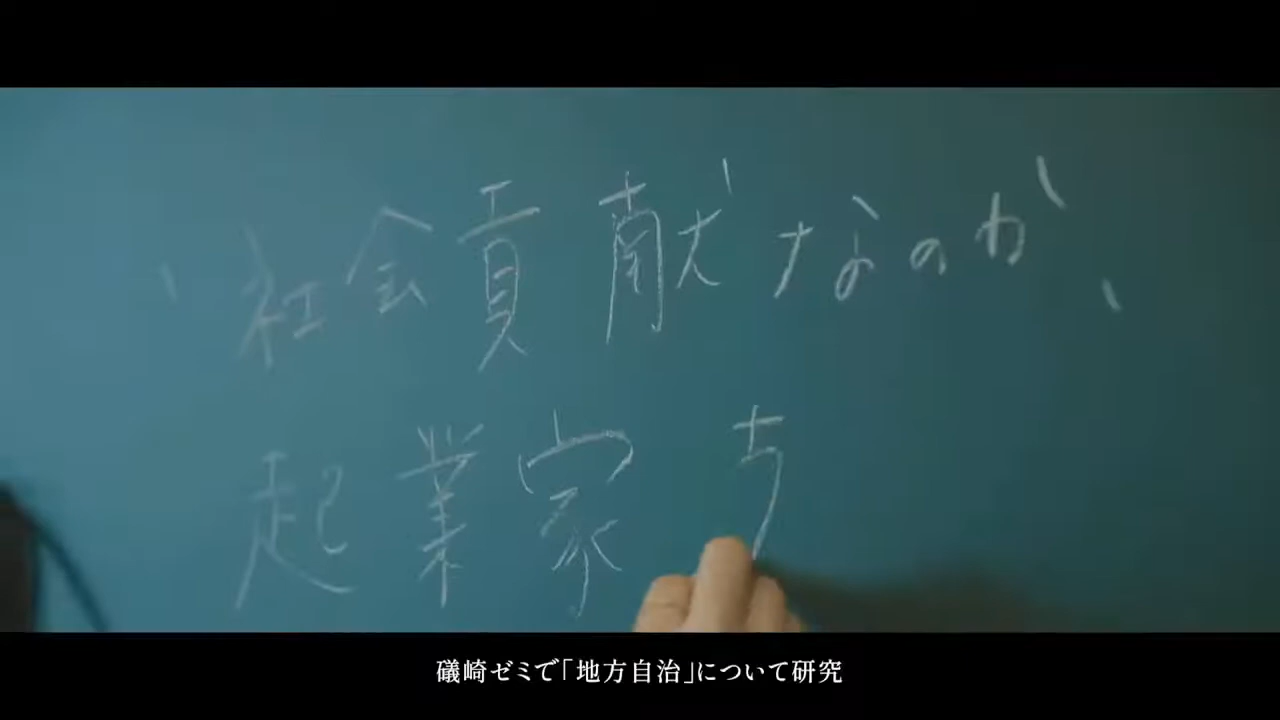 社会貢献なのか、
起業家
礒崎ゼミで「地方自治」について研究